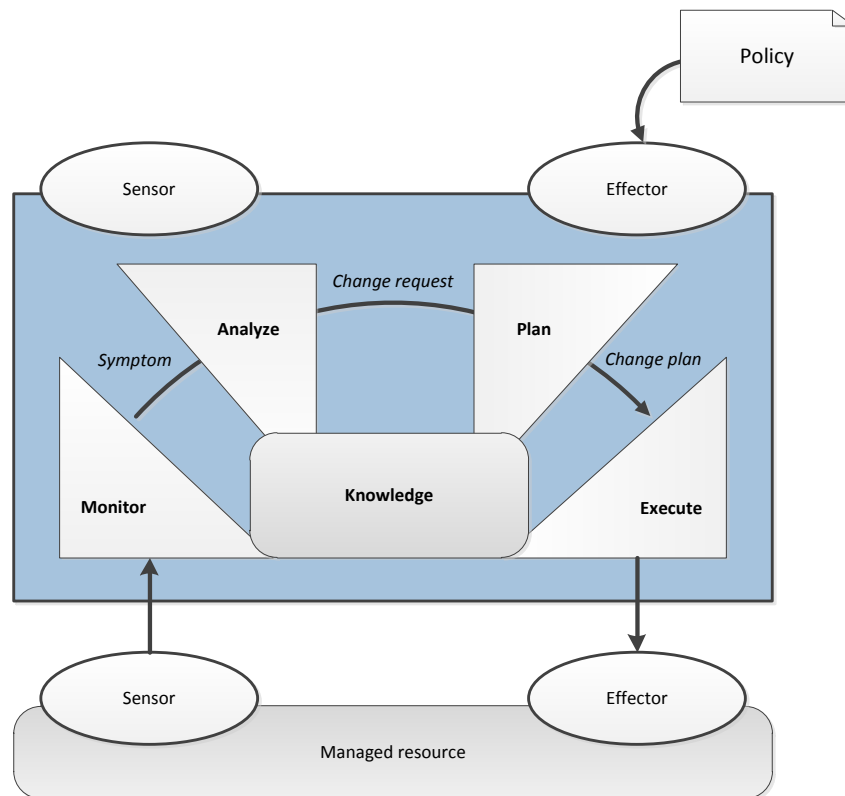 Policy
Sensor
Effector
Change request
Analyze
Plan
Symptom
Change plan
Knowledge
Monitor
Execute
Sensor
Effector
Managed resource